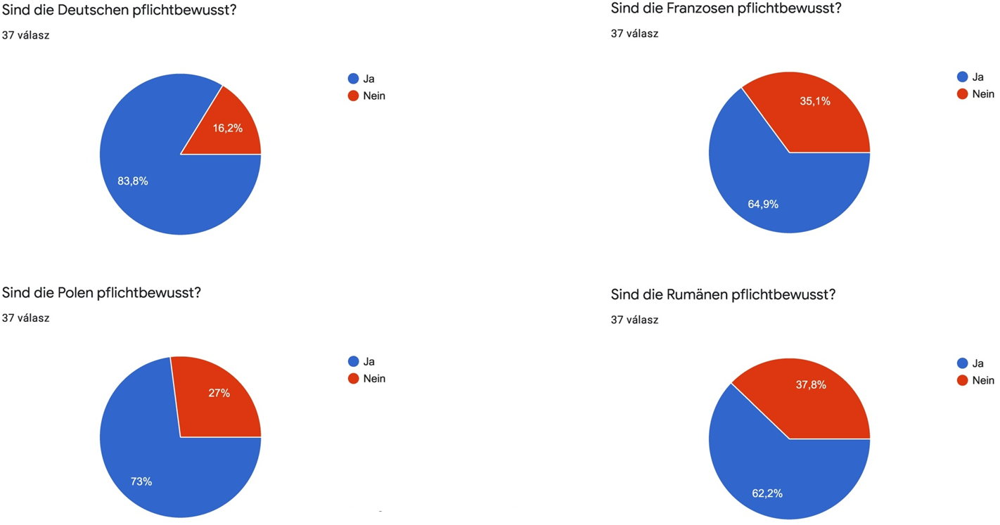 Sind die Deutschen pflichtbewusst?
37 válasz
Ja
Nein
16,2%
83,8%
Sind die Franzosen pflichtbewusst?
37 válasz
Ja
Nein
35,1%
64,9%
Sind die Polen pflichtbewusst?
37 válasz
Ja
Nein
27%
73%
Sind die Rumänen pflichtbewusst?
37 válasz
Ja
Nein
37,8%
62,2%